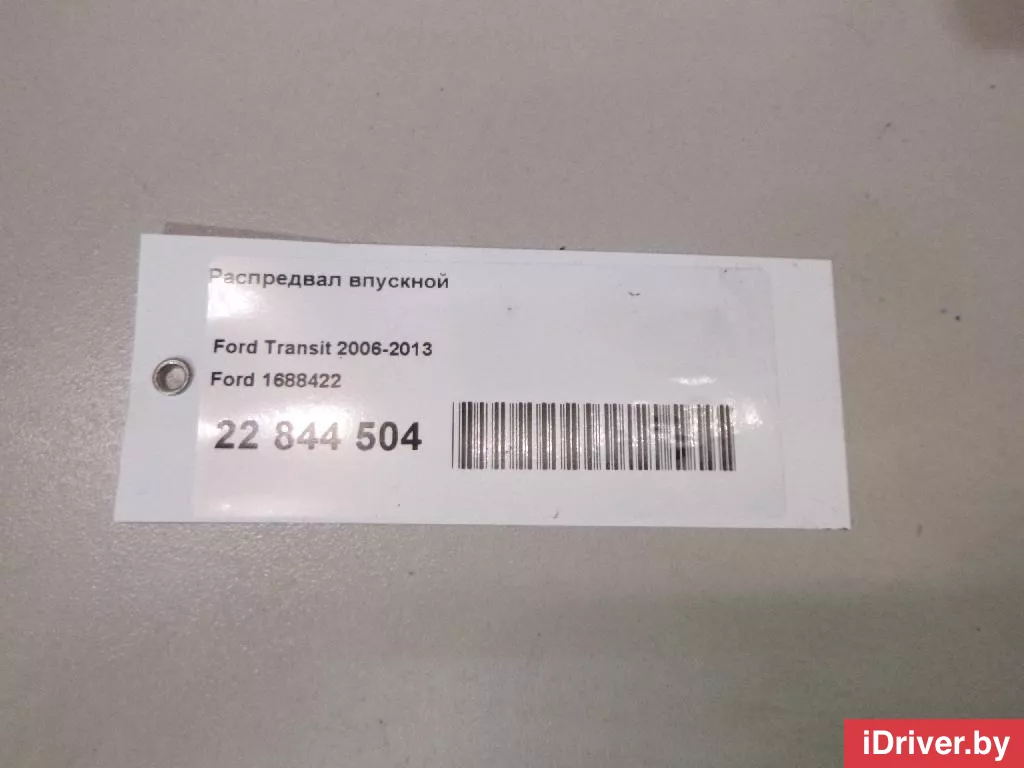 Распредвал впускной
Ford Transit 2006-2013
Ford 1688422
22 844 504
iDriver.by